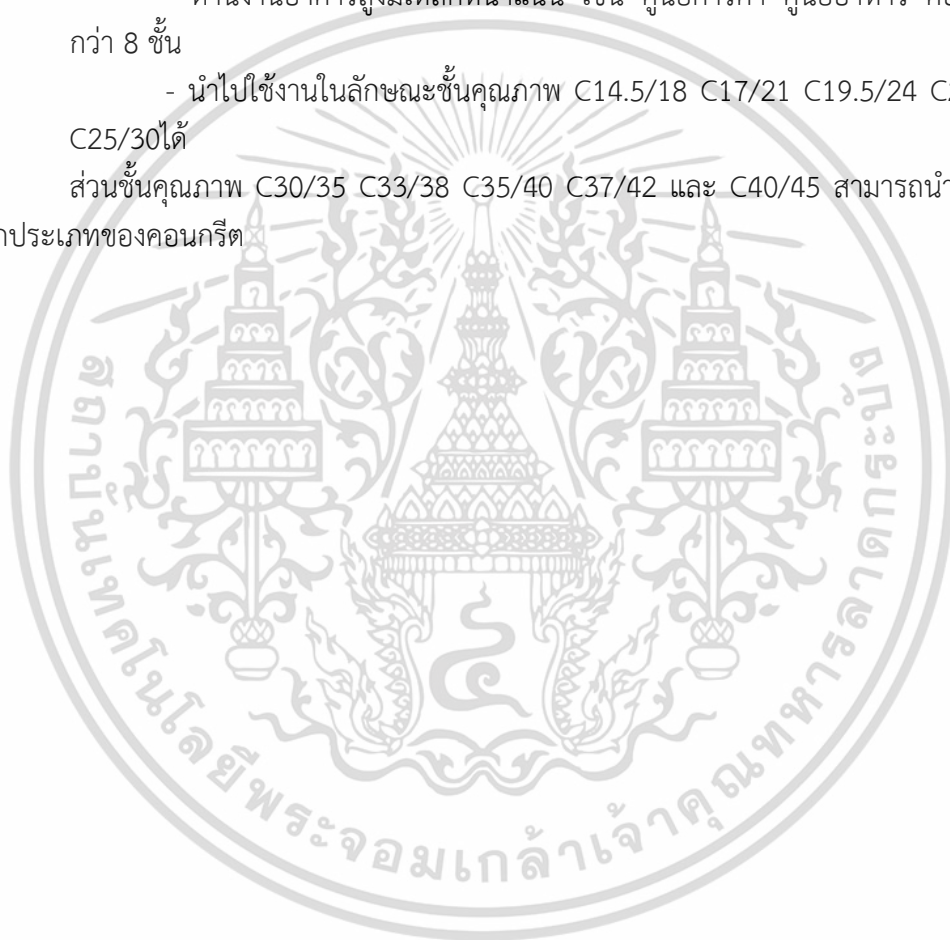 กว่า 8 ชั้น
- นำไปใช้งานในลักษณะชั้นคุณภาพ C14.5/18 C17/21 C19.5/24
C25/30ได้
ส่วนชั้นคุณภาพ C30/35 C33/38 C35/40 C37/42 และ C40/45 สามารถนำ
ประเภทของคอนกรีต
สถาบันเทคโนโลยีพระจอมเกล้าเจ้าคุณทหารลาดกระบัง